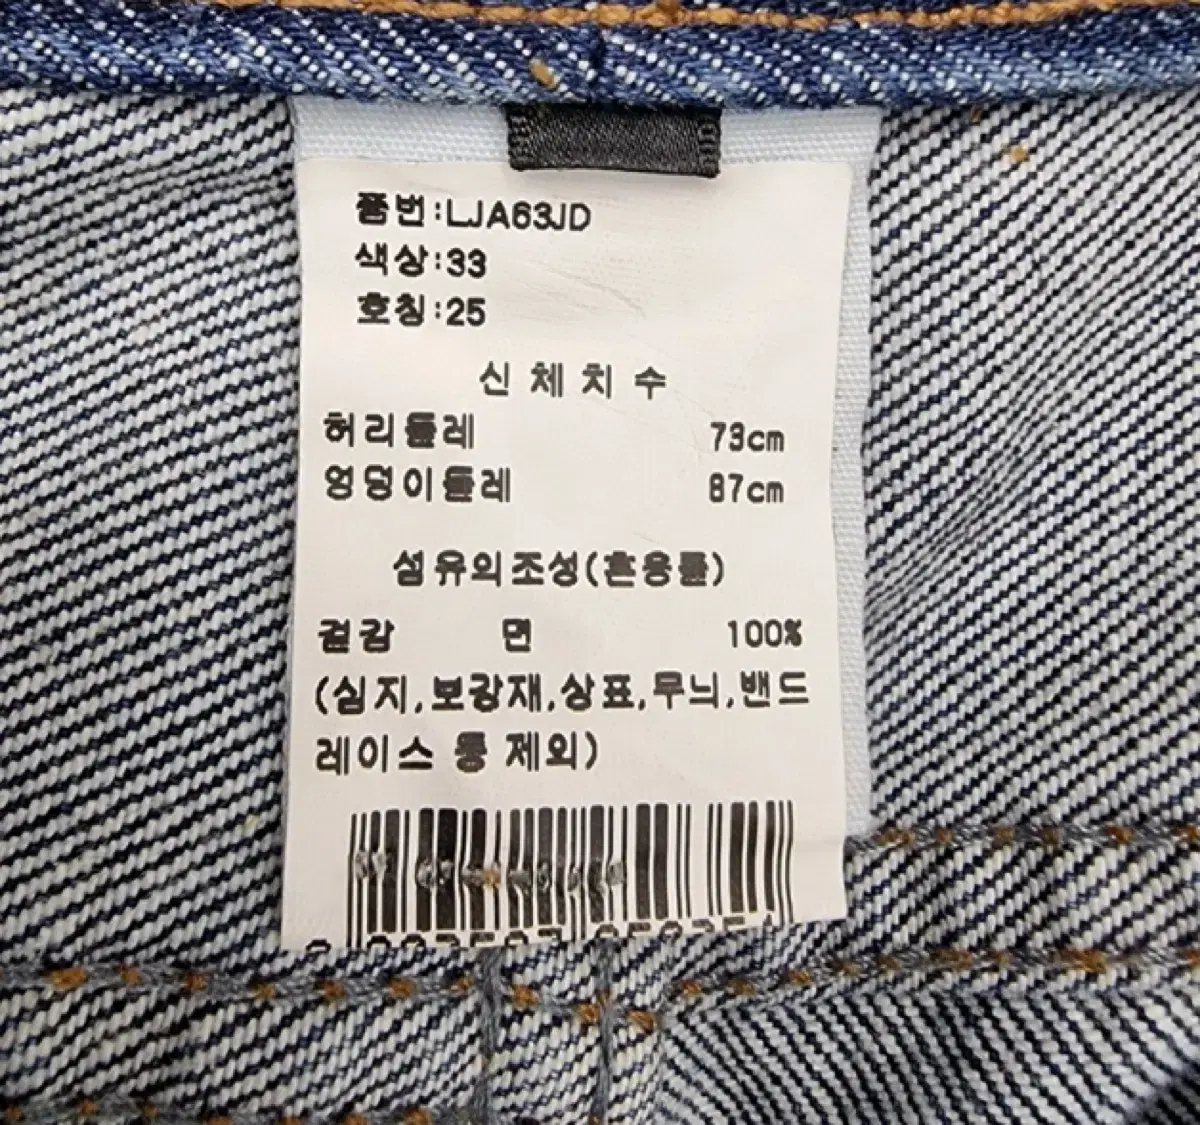 품번:LJA63JD
색상:33
호칭:25
신체치수
허리둘레 73cm
엉덩이둘레 87cm
섬유의조성(혼용률)
겉감 면 100%
(심지,보강재,상표,무늬,밴드
레이스 등 제외)